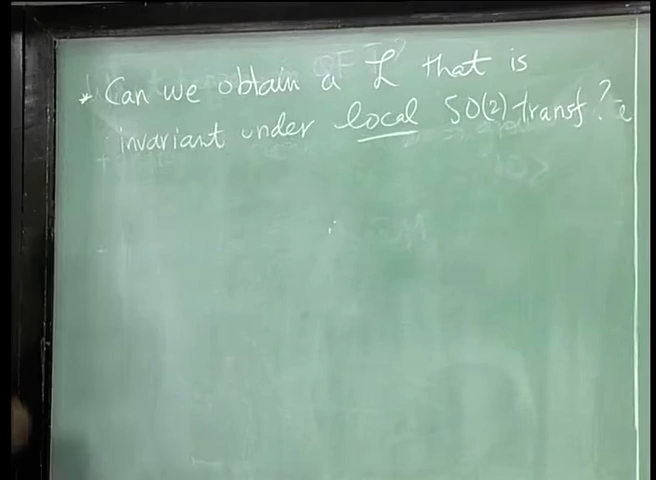 * Can we obtain a ℒ that is
invariant under local SO(2) transf.?